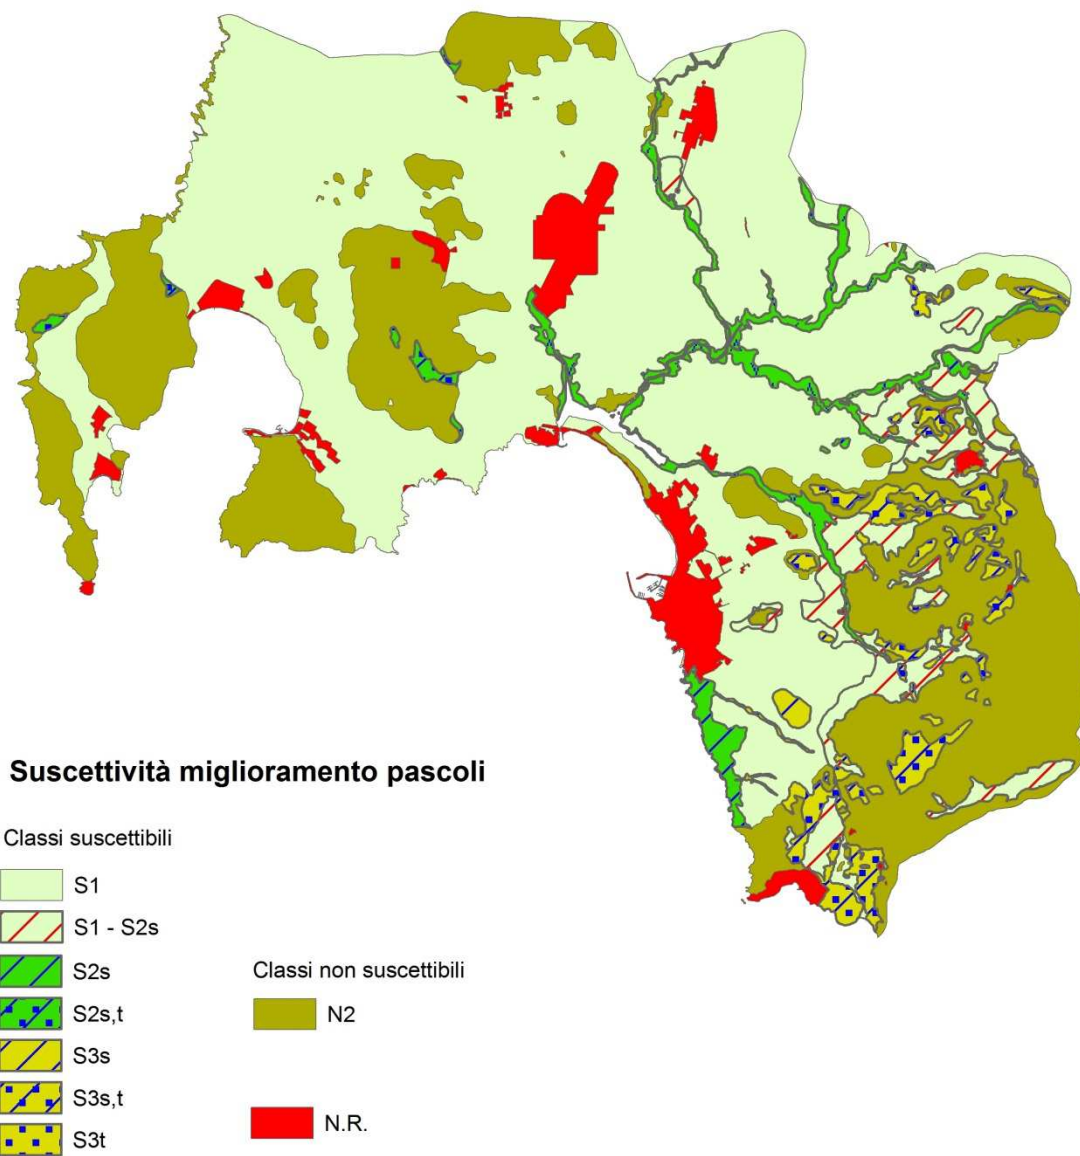 Suscettività miglioramento pascoli
Classi suscettibili
S1
S1 - S2s
S2s
S2s,t
S3s
S3s,t
S3t
Classi non suscettibili
N2
N.R.